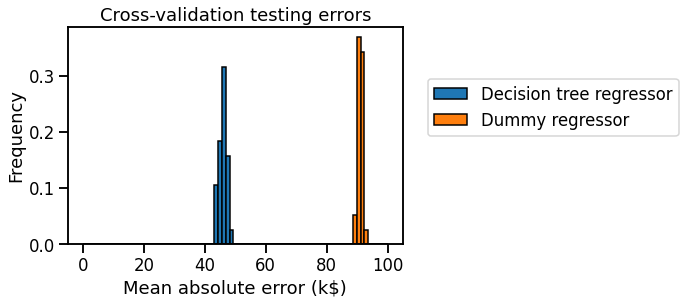 Cross-validation testing errors
Frequency
0.3
0.2
0.1
0.0
0 20 40 60 80 100
Mean absolute error (k$)
Decision tree regressor
Dummy regressor